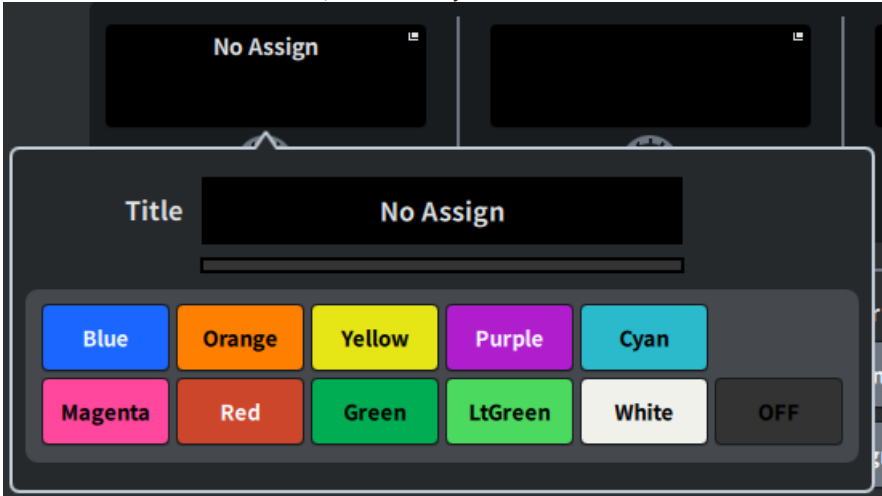 No Assign
Title No Assign
Blue Orange Yellow Purple Cyan
Magenta Red Green LtGreen White OFF